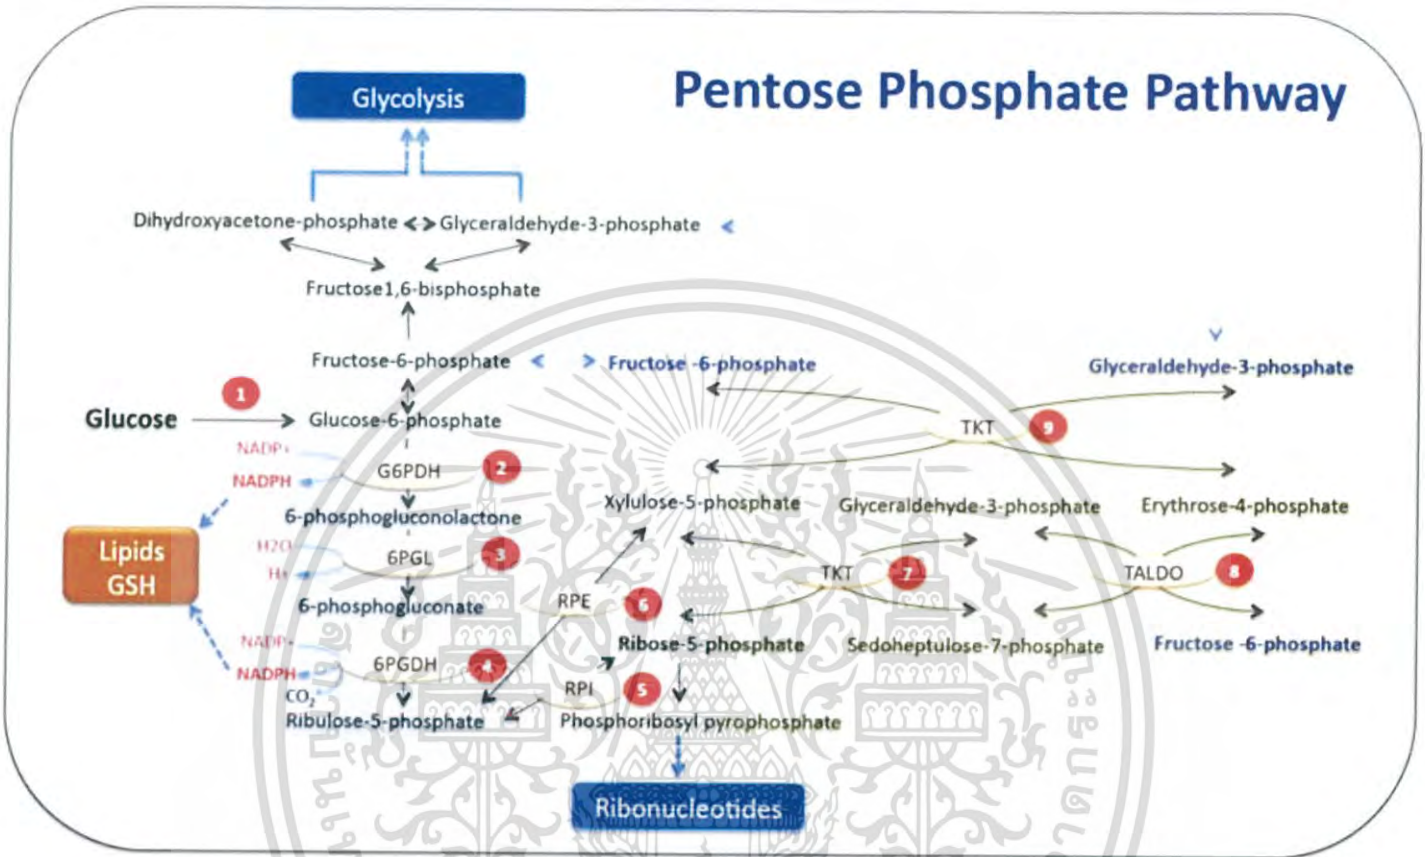 Pentose Phosphate Pathway
Glycolysis
Dihydroxyacetone-phosphate
Glyceraldehyde-3-phosphate
Fructose1,6-bisphosphate
Fructose-6-phosphate
Fructose -6-phosphate
Glyceraldehyde-3-phosphate
1
Glucose
Glucose-6-phosphate
TKT
9
NADP+
NADPH
G6PDH
2
6-phosphogluconolactone
Xylulose-5-phosphate
Glyceraldehyde-3-phosphate
Erythrose-4-phosphate
Lipids
GSH
H2O
H+
6PGL
3
TKT
7
TALDO
8
6-phosphogluconate
RPE
6
NADP+
NADPH
CO2
6PGDH
4
Ribose-5-phosphate
Sedoheptulose-7-phosphate
Fructose -6-phosphate
RPI
5
Ribulose-5-phosphate
Phosphoribosyl pyrophosphate
Ribonucleotides